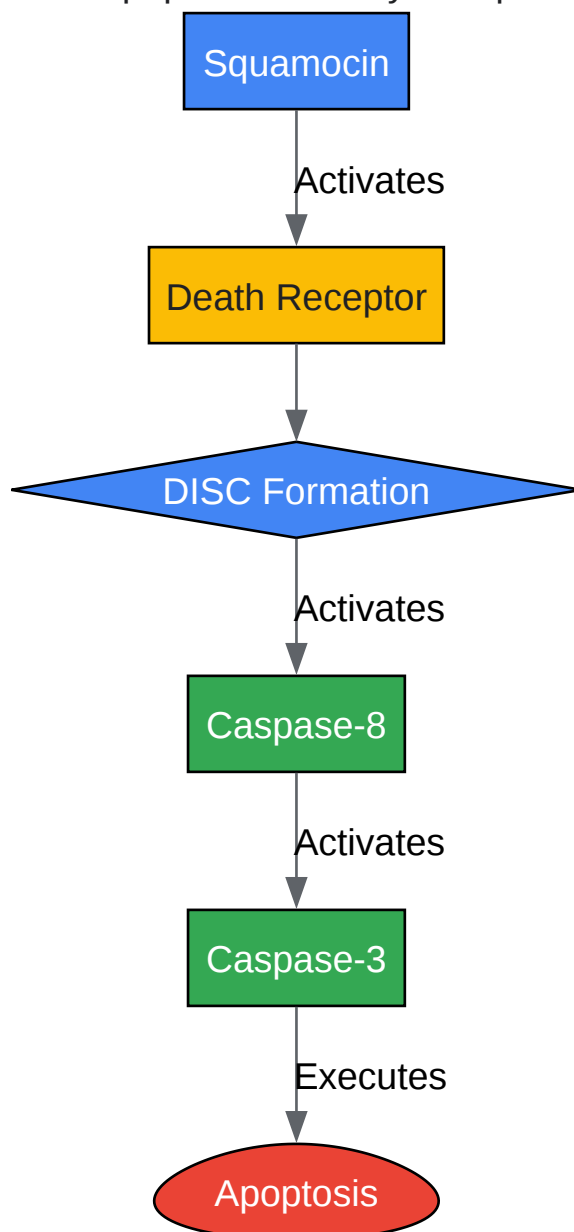 Squamocin
Activates
Death Receptor
DISC Formation
Activates
Caspase-8
Activates
Caspase-3
Executes
Apoptosis